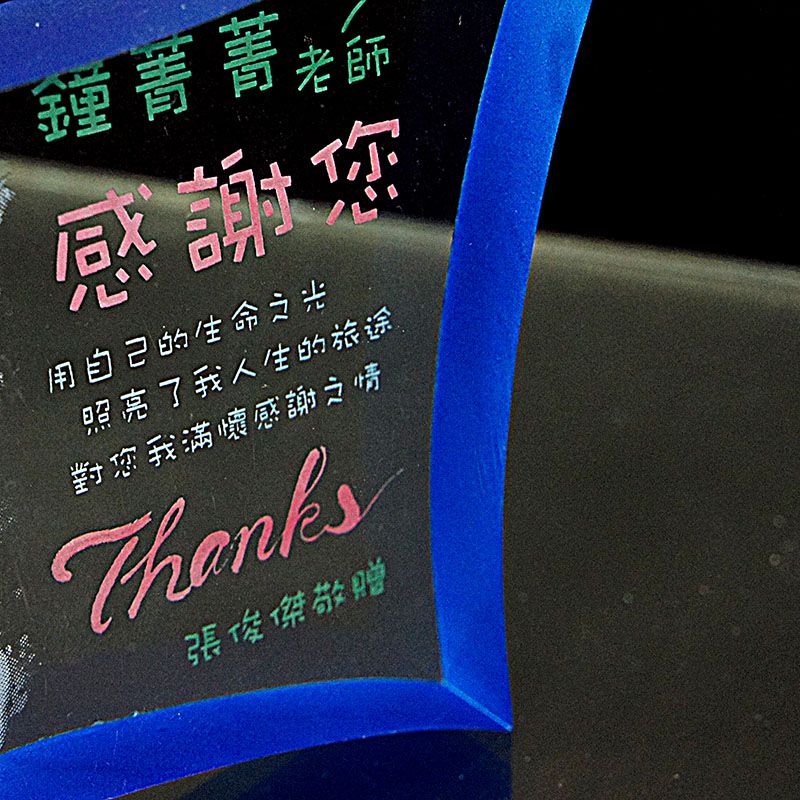 鐘菁菁老師
感謝您
用自己的生命之光
照亮了我人生的旅途
對您我滿懷感謝之情
Thanks
張俊傑敬贈